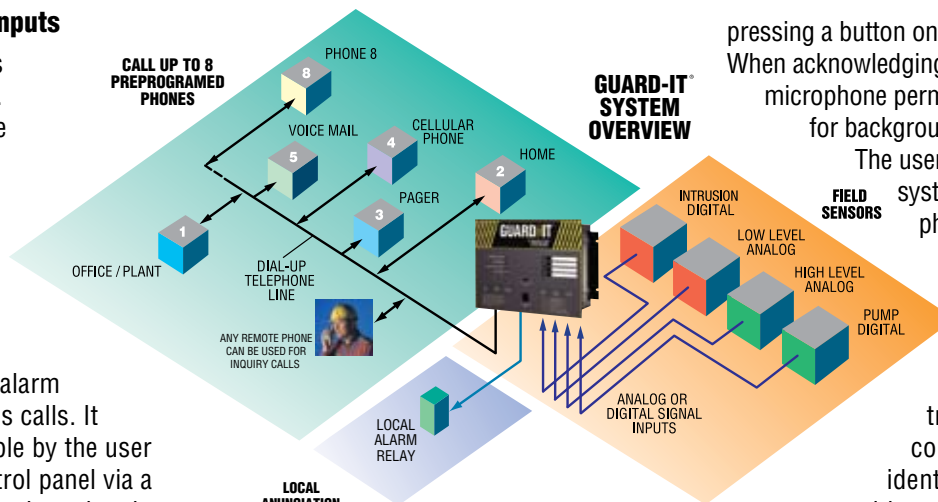 nputs
s
e
CALL UP TO 8
PREPROGRAMED
PHONES
PHONE 8
8
VOICE MAIL
5
CELLULAR
PHONE
4
HOME
2
PAGER
3
1
OFFICE / PLANT
DIAL-UP
TELEPHONE
LINE
ANY REMOTE PHONE
CAN BE USED FOR
INQUIRY CALLS
GUARD-IT®
SYSTEM
OVERVIEW
GUARD IT
pressing a button on
When acknowledging
microphone perm
for backgrou
The user
syst
ph
FIELD
SENSORS
INTRUSION
DIGITAL
LOW LEVEL
ANALOG
HIGH LEVEL
ANALOG
PUMP
DIGITAL
ANALOG OR
DIGITAL SIGNAL
INPUTS
LOCAL
ALARM
RELAY
LOCAL
ANUNCIATION
alarm
s calls. It
ble by the user
trol panel via a
tr
co
ident